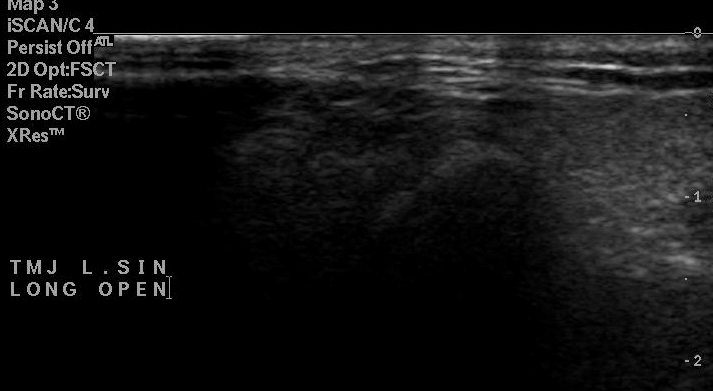 Map 3
iSCAN/C 4
Persist Off ATL
2D Opt:FSCT
Fr Rate:Surv
SonoCT®
XRes™
0
-1
TMJ L.SIN
LONG OPEN
-2